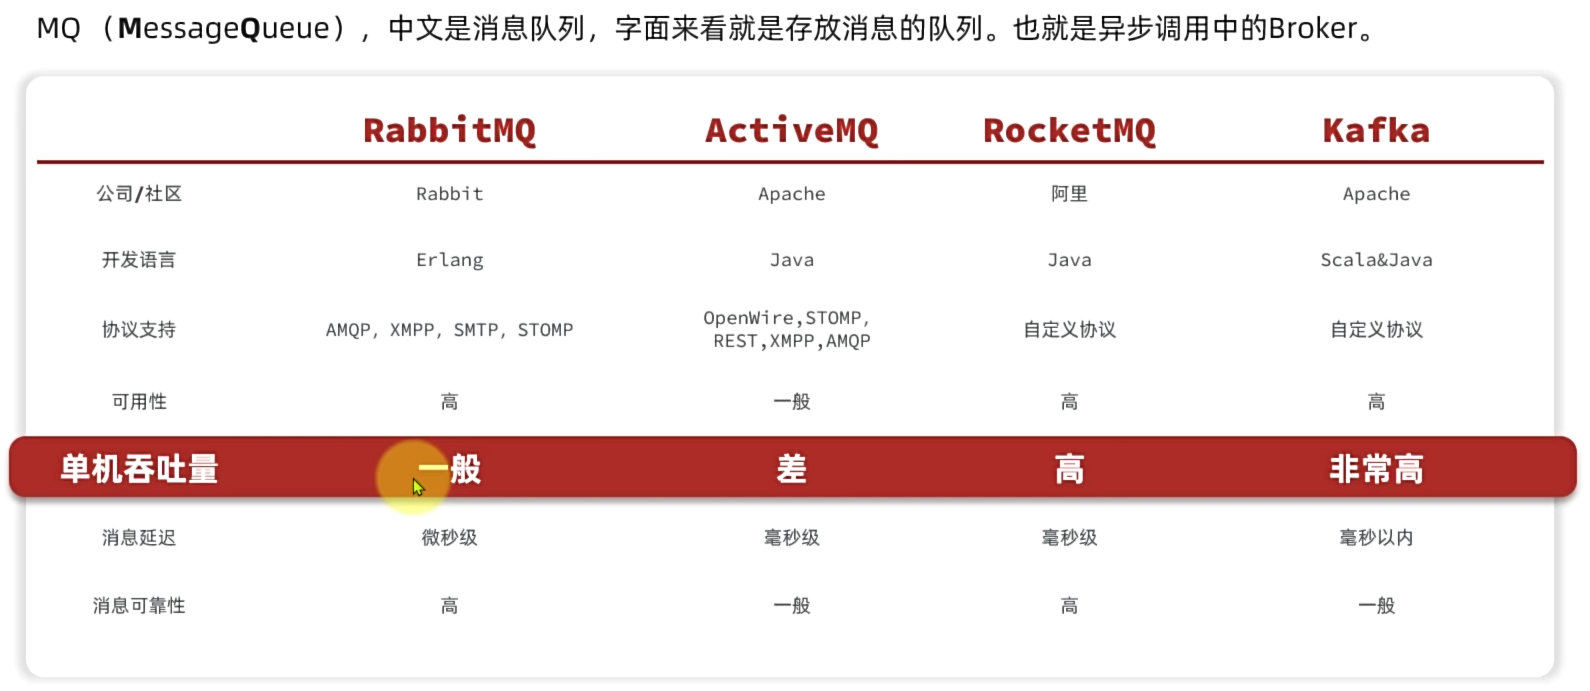 MQ（MessageQueue），中文是消息队列，字面来看就是存放消息的队列。也就是异步调用中的Broker。
RabbitMQ ActiveMQ RocketMQ Kafka
公司/社区 Rabbit Apache 阿里 Apache
开发语言 Erlang Java Java Scala&Java
协议支持 AMQP, XMPP, SMTP, STOMP OpenWire,STOMP, 自定义协议 自定义协议
REST,XMPP,AMQP
可用性 高 一般 高 高
单机吞吐量 一般 差 高 非常高
消息延迟 微秒级 毫秒级 毫秒级 毫秒以内
消息可靠性 高 一般 高 一般